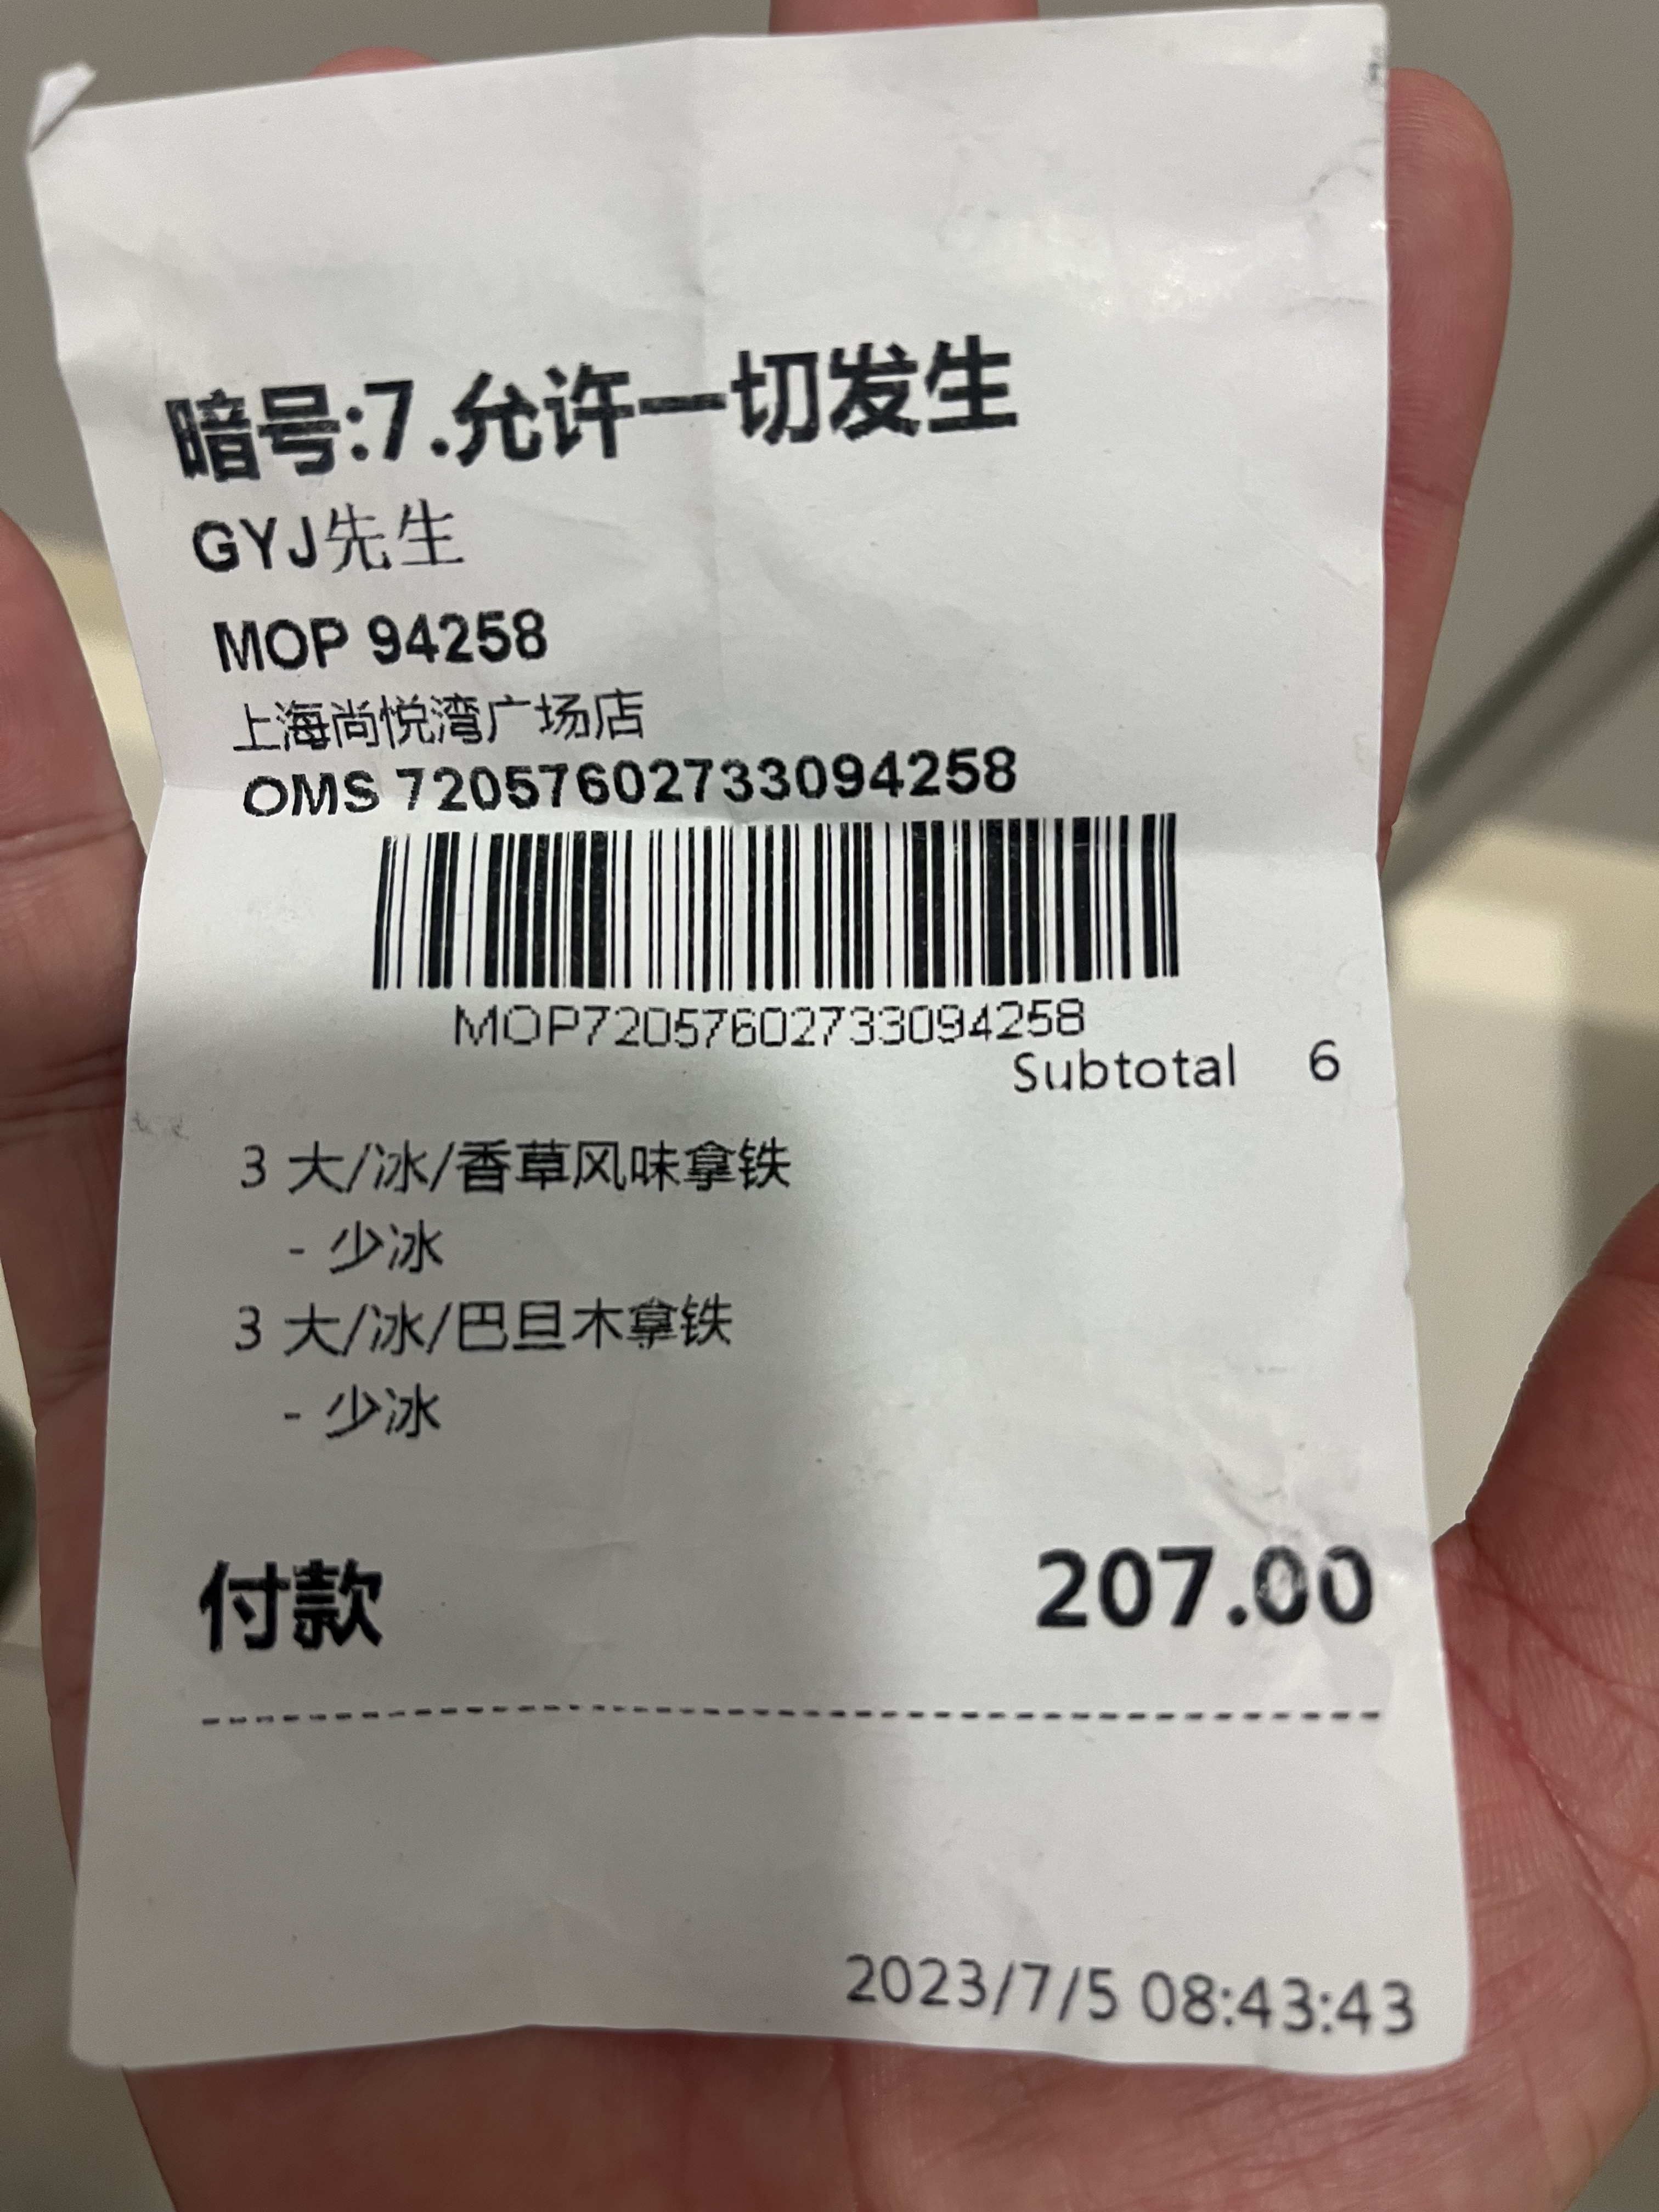 暗号:7.允许一切发生
GYJ先生
MOP 94258
上海尚悦湾广场店
OMS 72057602733094258
MOP72057602733094258
Subtotal 6
3 大/冰/香草风味拿铁
- 少冰
3 大/冰/巴旦木拿铁
- 少冰
付款 207.00
2023/7/5 08:43:43